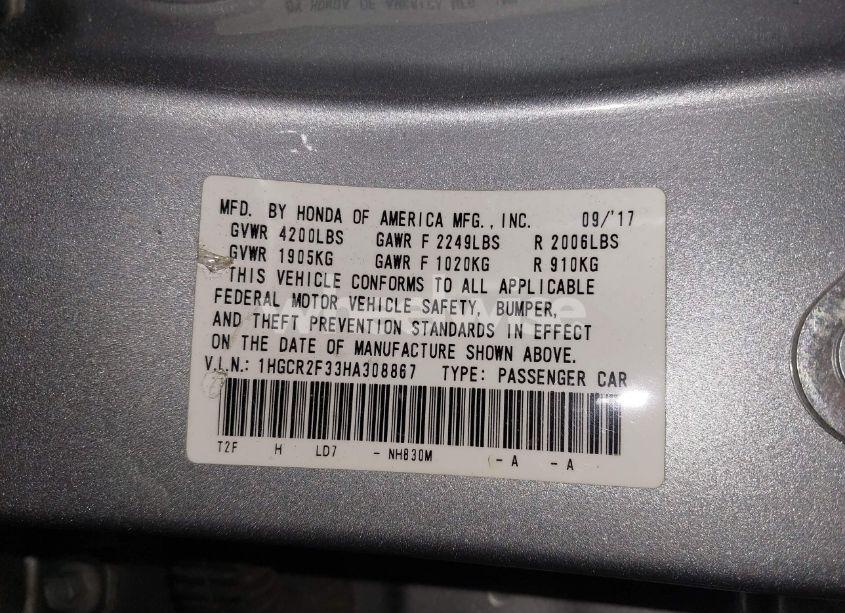 MFD. BY HONDA OF AMERICA MFG., INC. 09/'17
GVWR 4200LBS GAWR F 2249LBS R 2006LBS
GVWR 1905KG GAWR F 1020KG R 910KG
THIS VEHICLE CONFORMS TO ALL APPLICABLE
FEDERAL MOTOR VEHICLE SAFETY, BUMPER,
AND THEFT PREVENTION STANDARDS IN EFFECT
ON THE DATE OF MANUFACTURE SHOWN ABOVE.
V.I.N.: 1HGCR2F33HA308867 TYPE: PASSENGER CAR
T2F H LD7 - NH830M (-A -A